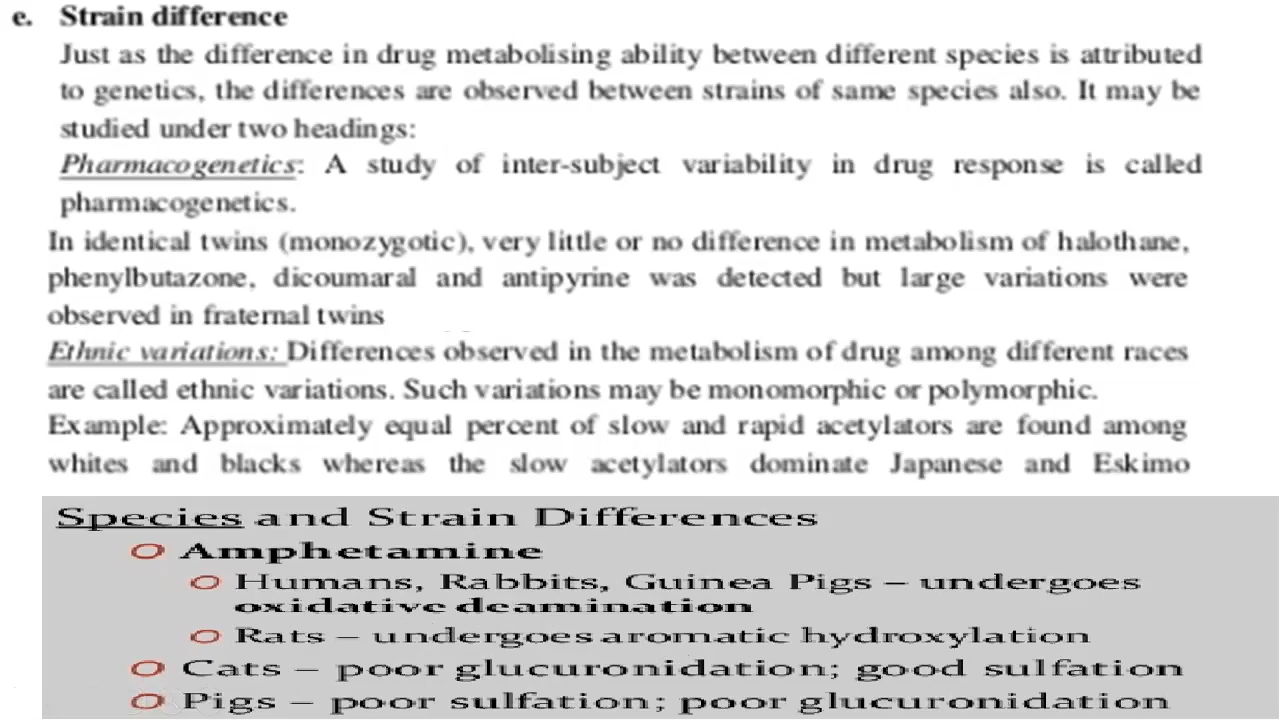 e. Strain difference
Just as the difference in drug metabolising ability between different species is attributed
to genetics, the differences are observed between strains of same species also. It may be
studied under two headings:
Pharmacogenetics: A study of inter-subject variability in drug response is called
pharmacogenetics.
In identical twins (monozygotic), very little or no difference in metabolism of halothane,
phenylbutazone, dicoumaral and antipyrine was detected but large variations were
observed in fraternal twins
Ethnic variations: Differences observed in the metabolism of drug among different races
are called ethnic variations. Such variations may be monomorphic or polymorphic.
Example: Approximately equal percent of slow and rapid acetylators are found among
whites and blacks whereas the slow acetylators dominate Japanese and Eskimo
Species and Strain Differences
Amphetamine
Humans, Rabbits, Guinea Pigs – undergoes
oxidative deamination
Rats – undergoes aromatic hydroxylation
Cats – poor glucuronidation; good sulfation
Pigs – poor sulfation; poor glucuronidation